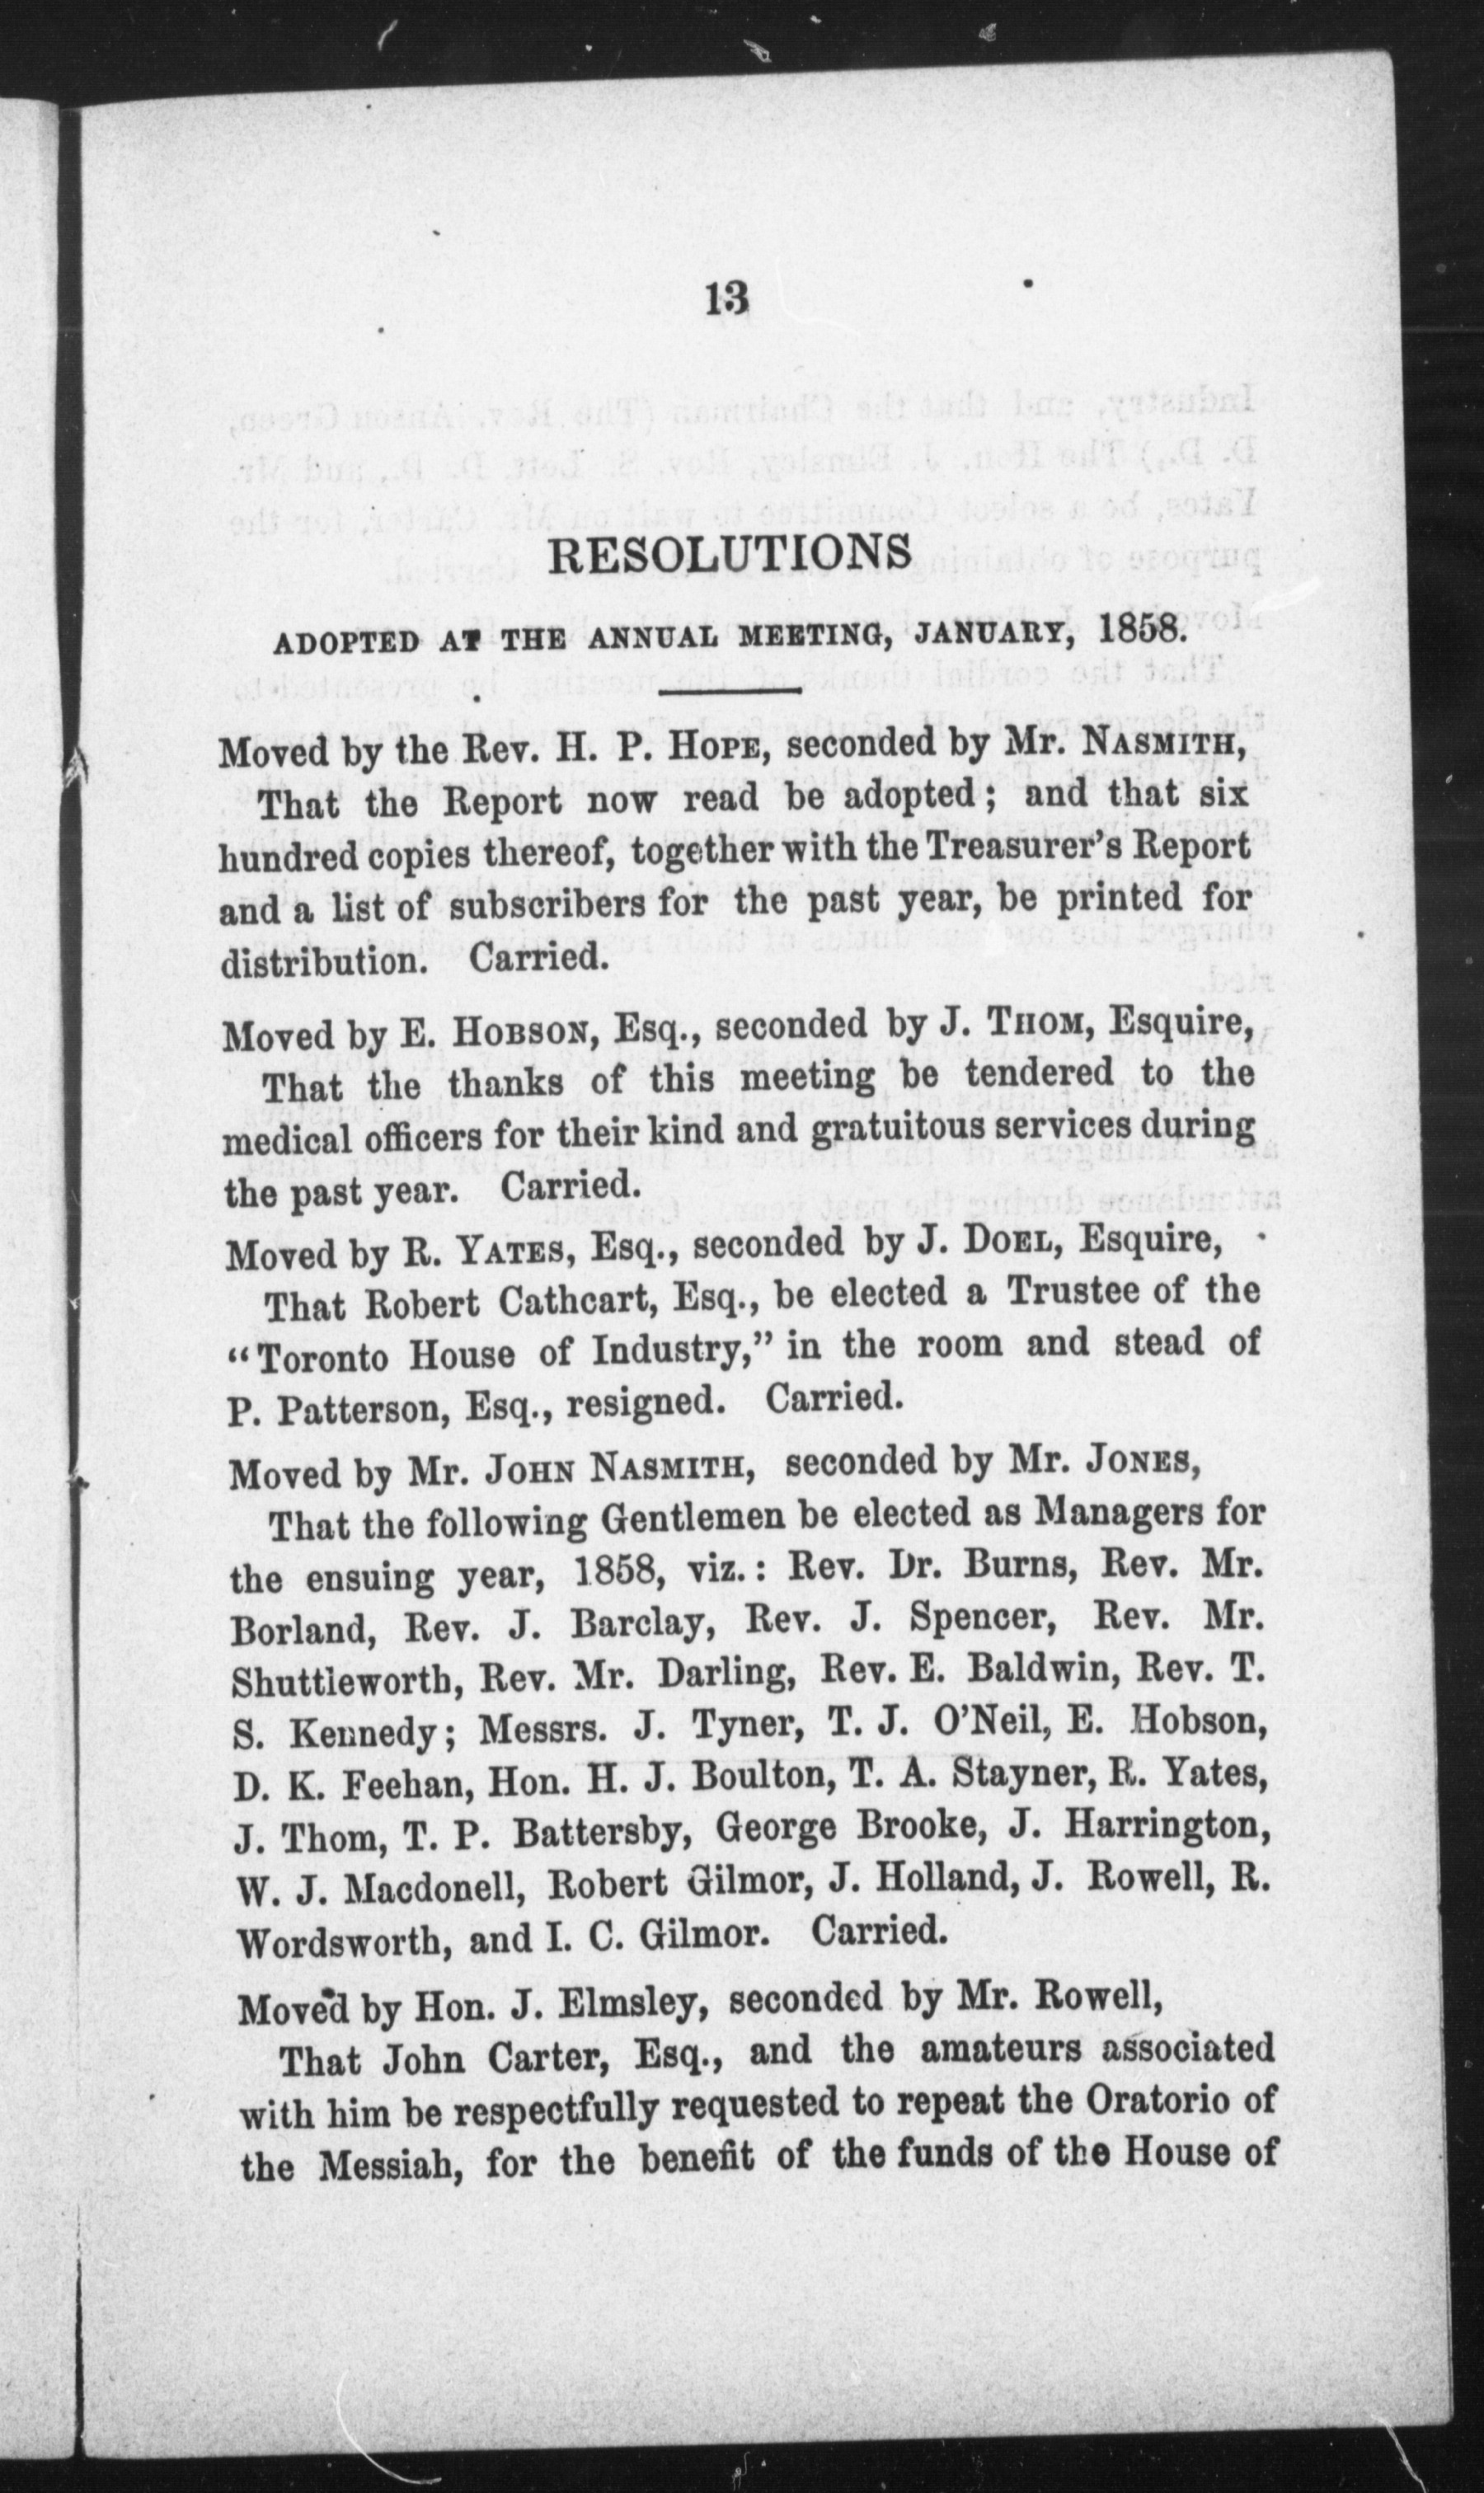 13
RESOLUTIONS
ADOPTED AT THE ANNUAL MEETING, JANUARY, 1858.
Moved by the Rev. H. P. HOPE, seconded by Mr. NASMITH,
That the Report now read be adopted; and that six
hundred copies thereof, together with the Treasurer's Report
and a list of subscribers for the past year, be printed for
distribution. Carried.
Moved by E. HOBSON, Esq., seconded by J. THOM, Esquire,
That the thanks of this meeting be tendered to the
medical officers for their kind and gratuitous services during
the past year. Carried.
Moved by R. YATES, Esq., seconded by J. DOEL, Esquire,
That Robert Cathcart, Esq., be elected a Trustee of the
"Toronto House of Industry," in the room and stead of
P. Patterson, Esq., resigned. Carried.
Moved by Mr. JOHN NASMITH, seconded by Mr. JONES,
That the following Gentlemen be elected as Managers for
the ensuing year, 1858, viz.: Rev. Dr. Burns, Rev. Mr.
Borland, Rev. J. Barclay, Rev. J. Spencer, Rev. Mr.
Shuttleworth, Rev. Mr. Darling, Rev. E. Baldwin, Rev. T.
S. Kennedy; Messrs. J. Tyner, T. J. O'Neil, E. Hobson,
D. K. Feehan, Hon. H. J. Boulton, T. A. Stayner, R. Yates,
J. Thom, T. P. Battersby, George Brooke, J. Harrington,
W. J. Macdonell, Robert Gilmor, J. Holland, J. Rowell, R.
Wordsworth, and I. C. Gilmor. Carried.
Moved by Hon. J. Elmsley, seconded by Mr. Rowell,
That John Carter, Esq., and the amateurs associated
with him be respectfully requested to repeat the Oratorio of
the Messiah, for the benefit of the funds of the House of